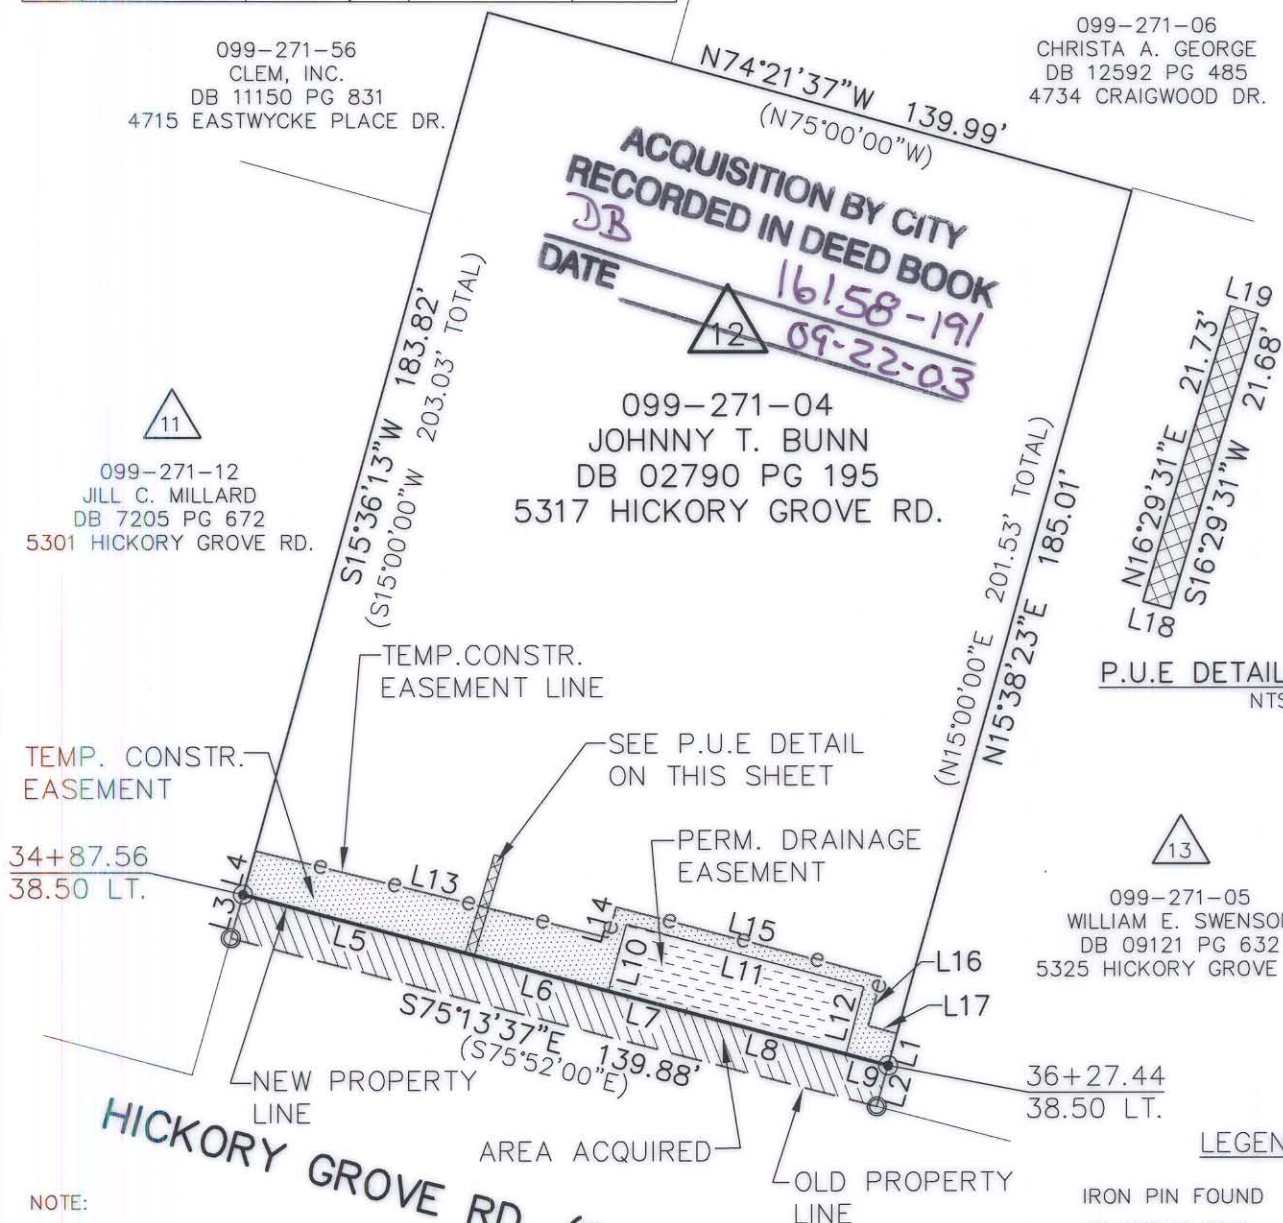 099-271-56
CLEM, INC.
DB 11150 PG 831
4715 EASTWYCKE PLACE DR.
099-271-06
CHRISTA A. GEORGE
DB 12592 PG 485
4734 CRAIGWOOD DR.
N74°21'37"W 139.99'
(N75°00'00"W)
ACQUISITION BY CITY
RECORDED IN DEED BOOK
DB 16158-191
DATE 09-22-03
12
099-271-04
JOHNNY T. BUNN
DB 02790 PG 195
5317 HICKORY GROVE RD.
S15°36'13"W 183.82'
(S15°00'00"W 203.03' TOTAL)
11
099-271-12
JILL C. MILLARD
DB 7205 PG 672
5301 HICKORY GROVE RD.
(N15°00'00"E 201.53' TOTAL)
N15°38'23"E 185.01'
L19
N16°29'31"E 21.73'
S16°29'31"W 21.68'
L18
P.U.E DETAIL
NTS
TEMP.CONSTR.
EASEMENT LINE
TEMP. CONSTR.
EASEMENT
SEE P.U.E DETAIL
ON THIS SHEET
PERM. DRAINAGE
EASEMENT
34+87.56
38.50 LT.
L4
L3
L13
L5
L6
L14
L15
L10
L11
L12
L16
L17
L7
L8
L9
L1
L2
e
e
e
e
e
e
e
e
e
13
099-271-05
WILLIAM E. SWENSO
DB 09121 PG 632
5325 HICKORY GROVE
S75°13'37"E 139.88'
(S75°52'00"E)
36+27.44
38.50 LT.
NEW PROPERTY
LINE
AREA ACQUIRED
OLD PROPERTY
LINE
HICKORY GROVE RD.
LEGEN
IRON PIN FOUND
NOTE: